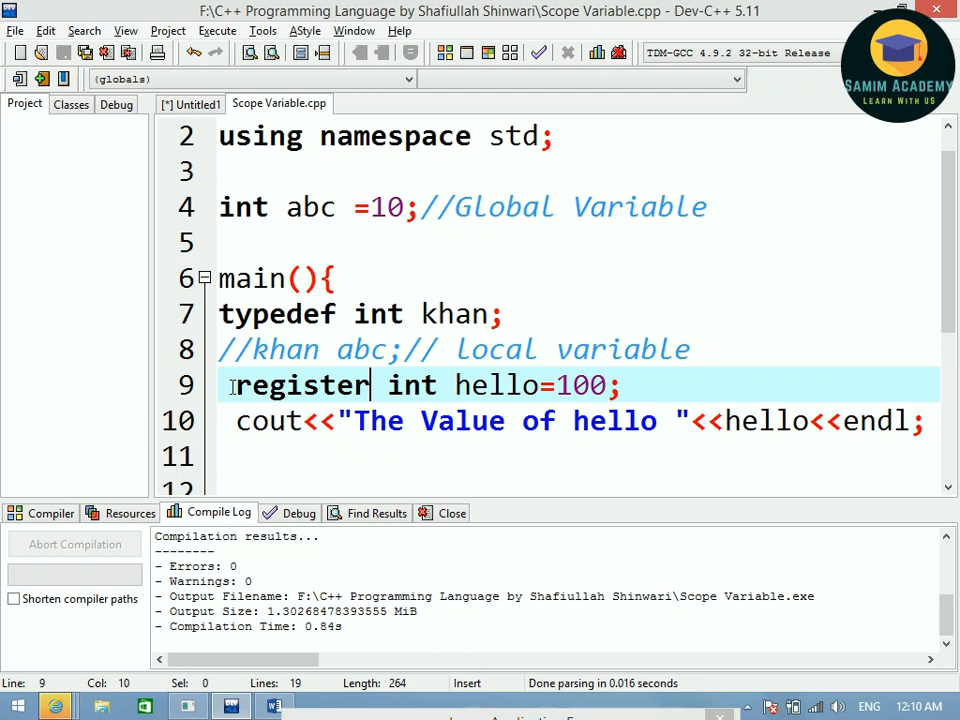 F:\C++ Programming Language by Shafiullah Shinwari\Scope Variable.cpp - Dev-C++ 5.11
File Edit Search View Project Execute Tools AStyle Window Help
TDM-GCC 4.9.2 32-bit Release
(globals)
SAMIM ACADEMY
LEARN WITH US
Project Classes Debug [*] Untitled1 Scope Variable.cpp
2 using namespace std;
3
4 int abc =10;//Global Variable
5
6 main(){
7 typedef int khan;
8 //khan abc;// local variable
9 register int hello=100;
10 cout<<"The Value of hello "<<hello<<endl;
11
12
Compiler Resources Compile Log Debug Find Results Close
Abort Compilation
Shorten compiler paths
Compilation results...
--------
- Errors: 0
- Warnings: 0
- Output Filename: F:\C++ Programming Language by Shafiullah Shinwari\Scope Variable.exe
- Output Size: 1.30268478393555 MiB
- Compilation Time: 0.84s
Line: 9 Col: 10 Sel: 0 Lines: 19 Length: 264 Insert Done parsing in 0.016 seconds
ENG 12:10 AM